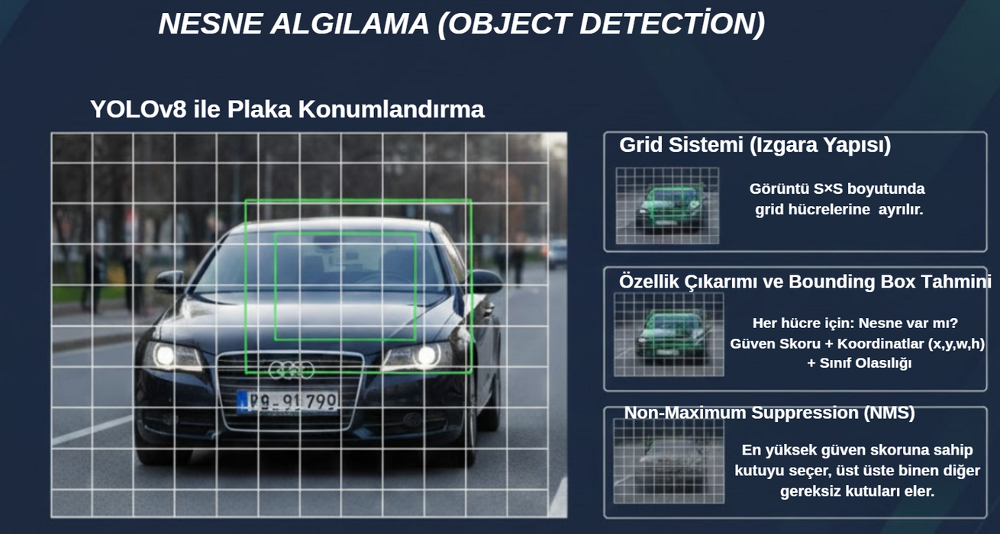 NESNE ALGILAMA (OBJECT DETECTİON)
YOLOv8 ile Plaka Konumlandırma
91 799
Grid Sistemi (Izgara Yapısı)
Görüntü S×S boyutunda
grid hücrelerine ayrılır.
Özellik Çıkarımı ve Bounding Box Tahmini
Her hücre için: Nesne var mı?
Güven Skoru + Koordinatlar (x,y,w,h)
+ Sınıf Olasılığı
Non-Maximum Suppression (NMS)
En yüksek güven skoruna sahip
kutuyu seçer, üst üste binen diğer
gereksiz kutuları eler.